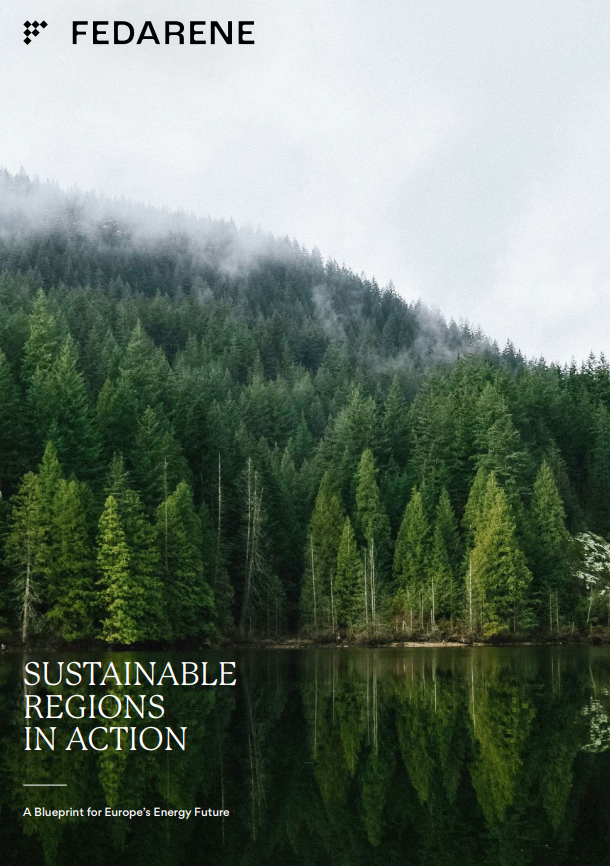 FEDARENE
SUSTAINABLE
REGIONS
IN ACTION
A Blueprint for Europe's Energy Future